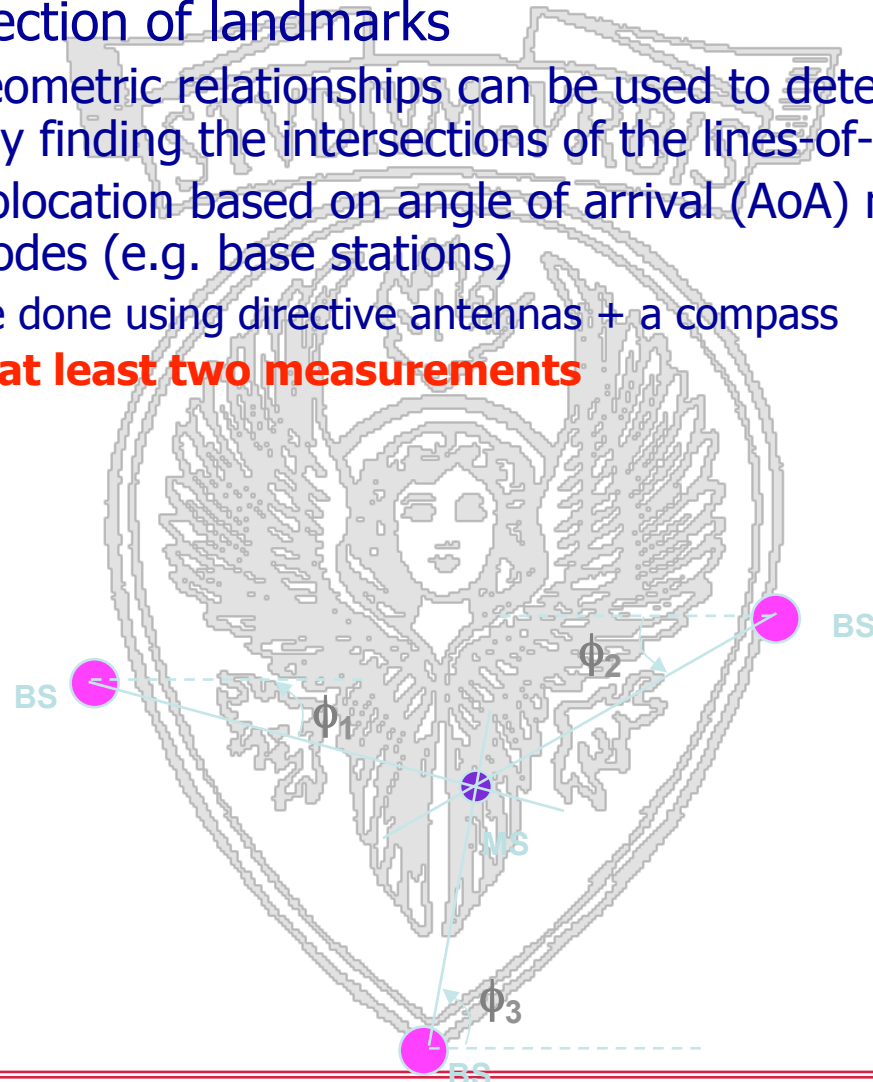 ection of landmarks
eometric relationships can be used to dete
y finding the intersections of the lines-of-
olocation based on angle of arrival (AoA)
odes (e.g. base stations)
e done using directive antennas + a compass
at least two measurements
BS
ϕ2
BS
ϕ1
MS
ϕ3
BS